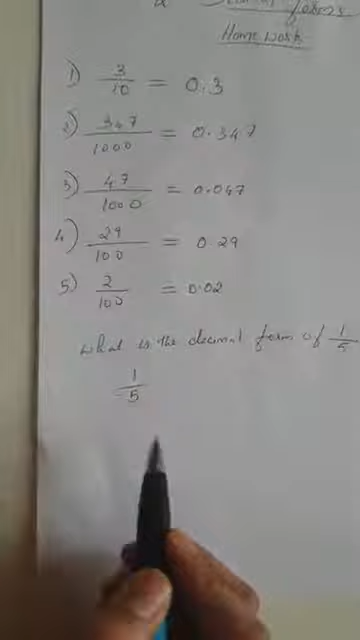 forms
Home work
1) 3/10 = 0.3
2) 347/1000 = 0.347
3) 47/1000 = 0.047
4) 29/100 = 0.29
5) 2/100 = 0.02
what is the decimal form of 1/5
1/5